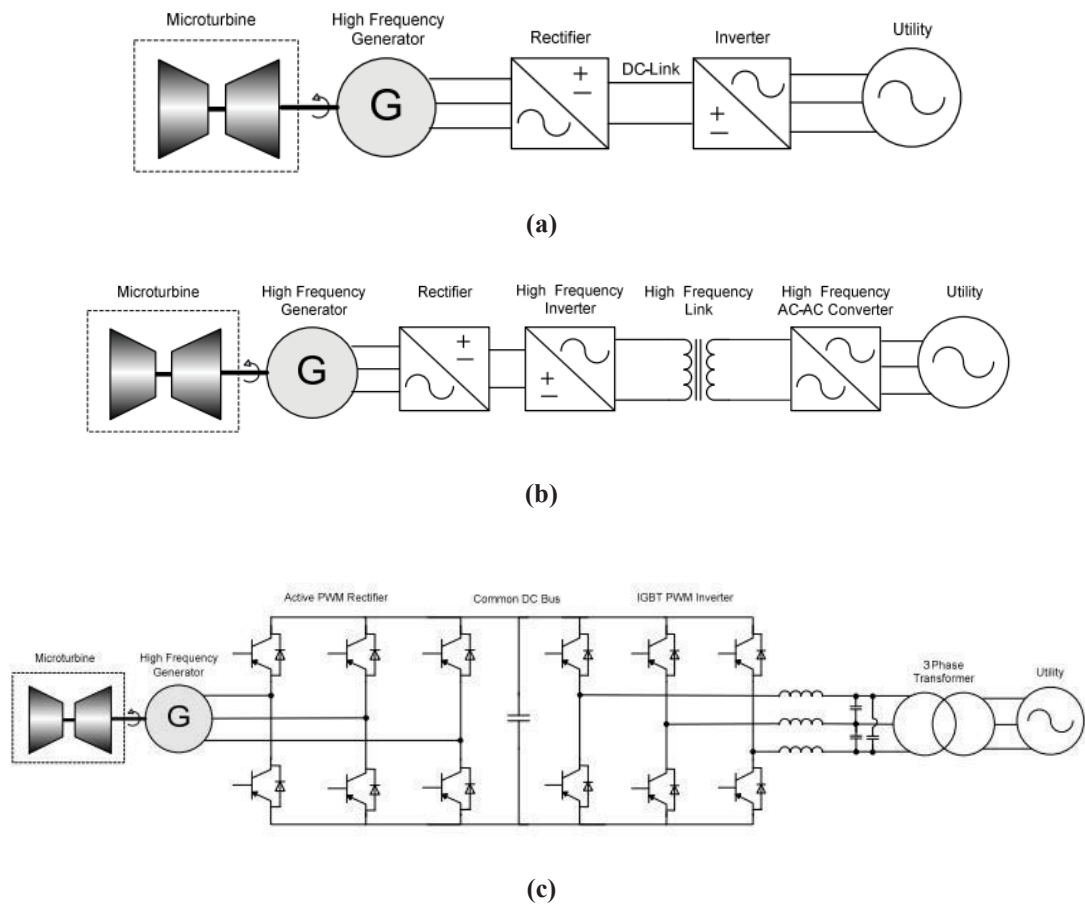 Microturbine
High Frequency
Generator
Rectifier
DC-Link
Inverter
Utility
G
+
−
+
−
(a)
Microturbine
High Frequency
Generator
Rectifier
High Frequency
Inverter
High Frequency
Link
High Frequency
AC-AC Converter
Utility
G
+
−
+
−
(b)
Active PWM Rectifier
Common DC Bus
IGBT PWM Inverter
Microturbine
High Frequency
Generator
3 Phase
Transformer
Utility
G
(c)